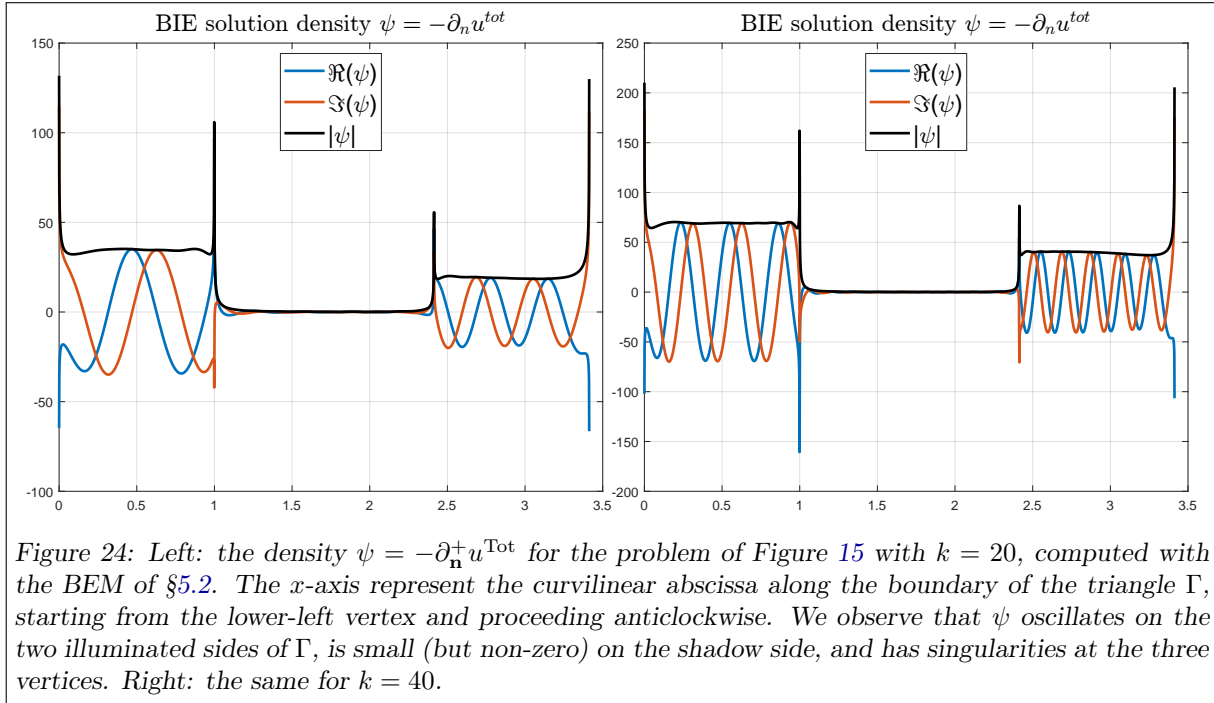 BIE solution density ψ = −∂ₙu^{tot}
150
100
50
0
-50
-100
0 0.5 1 1.5 2 2.5 3 3.5
ℜ(ψ)
ℑ(ψ)
|ψ|
BIE solution density ψ = −∂ₙu^{tot}
250
200
150
100
50
0
-50
-100
-150
-200
0 0.5 1 1.5 2 2.5 3 3.5
ℜ(ψ)
ℑ(ψ)
|ψ|
Figure 24: Left: the density ψ = −∂⁺ₙu^{Tot} for the problem of Figure 15 with k = 20, computed with
the BEM of §5.2. The x-axis represent the curvilinear abscissa along the boundary of the triangle Γ,
starting from the lower-left vertex and proceeding anticlockwise. We observe that ψ oscillates on the
two illuminated sides of Γ, is small (but non-zero) on the shadow side, and has singularities at the three
vertices. Right: the same for k = 40.